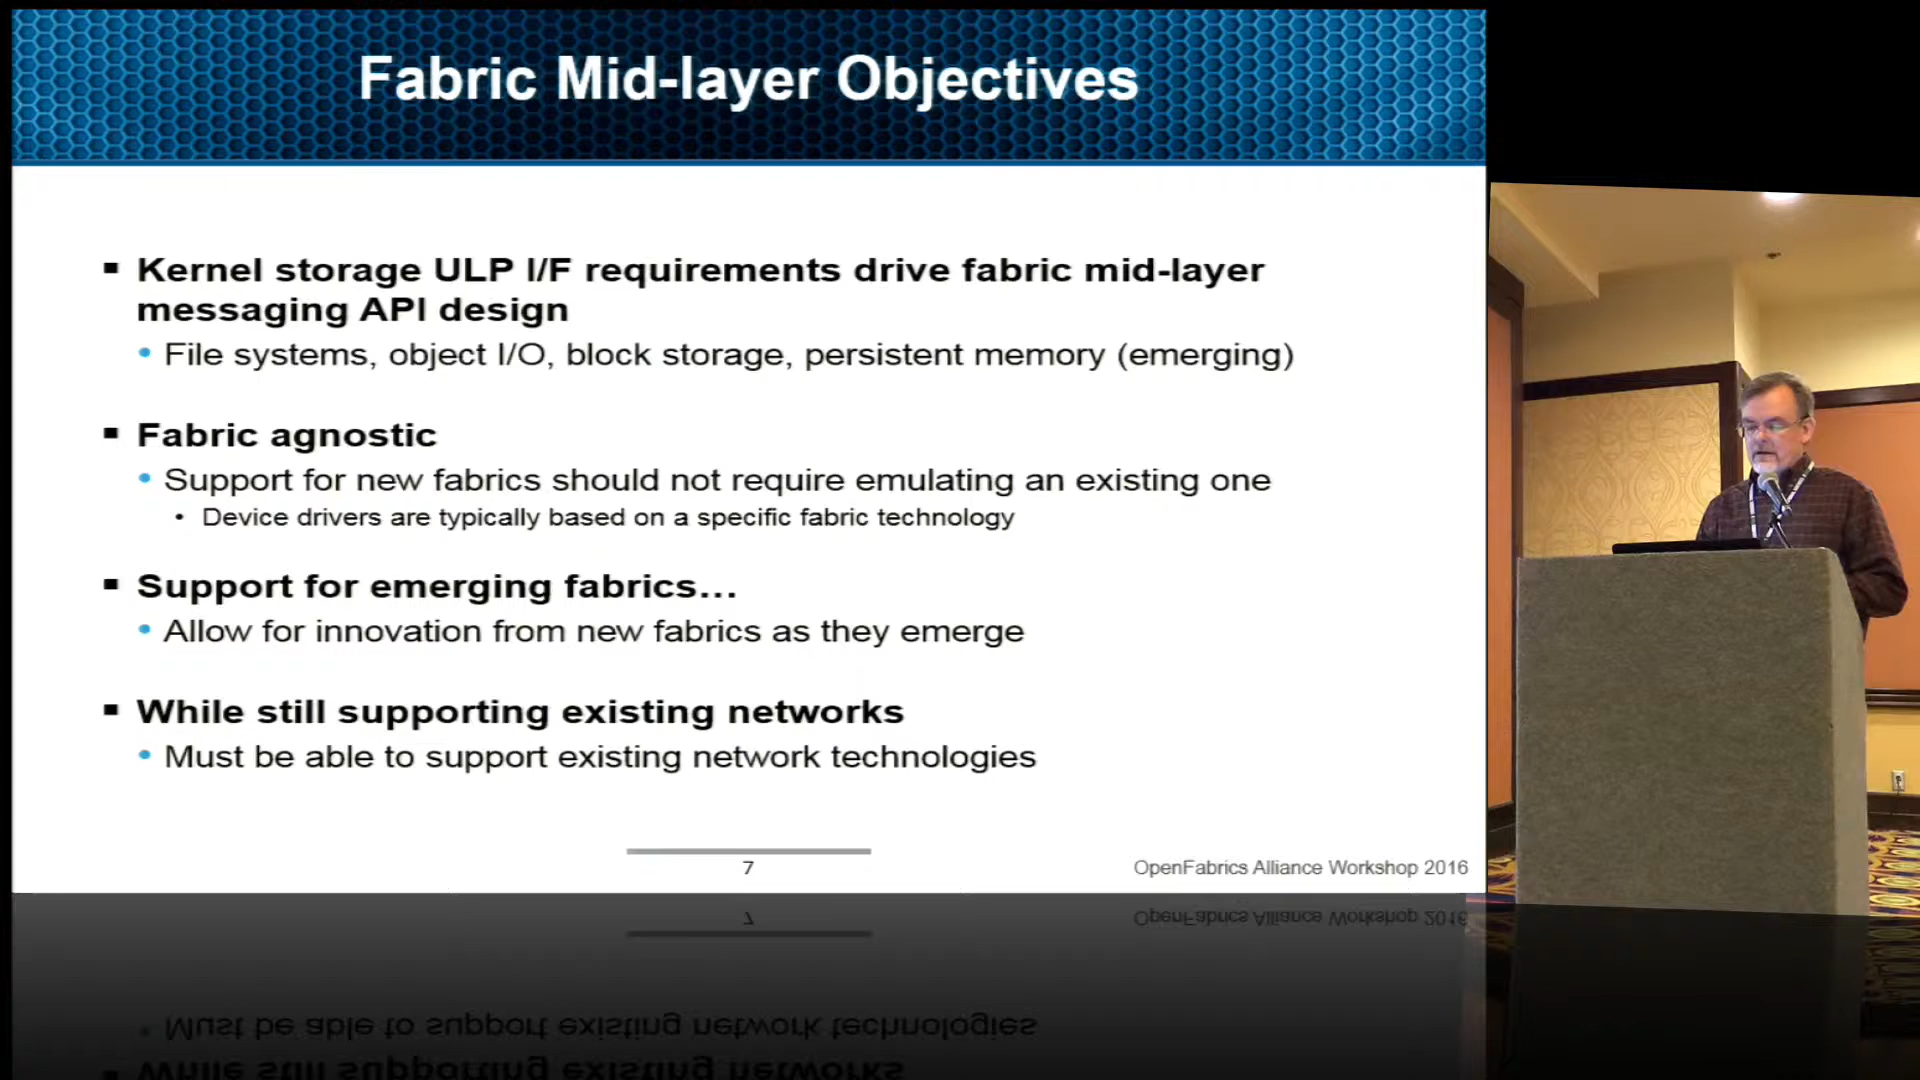 Fabric Mid-layer Objectives
▪ Kernel storage ULP I/F requirements drive fabric mid-layer
messaging API design
• File systems, object I/O, block storage, persistent memory (emerging)
▪ Fabric agnostic
• Support for new fabrics should not require emulating an existing one
• Device drivers are typically based on a specific fabric technology
▪ Support for emerging fabrics...
• Allow for innovation from new fabrics as they emerge
▪ While still supporting existing networks
• Must be able to support existing network technologies
7
OpenFabrics Alliance Workshop 2016